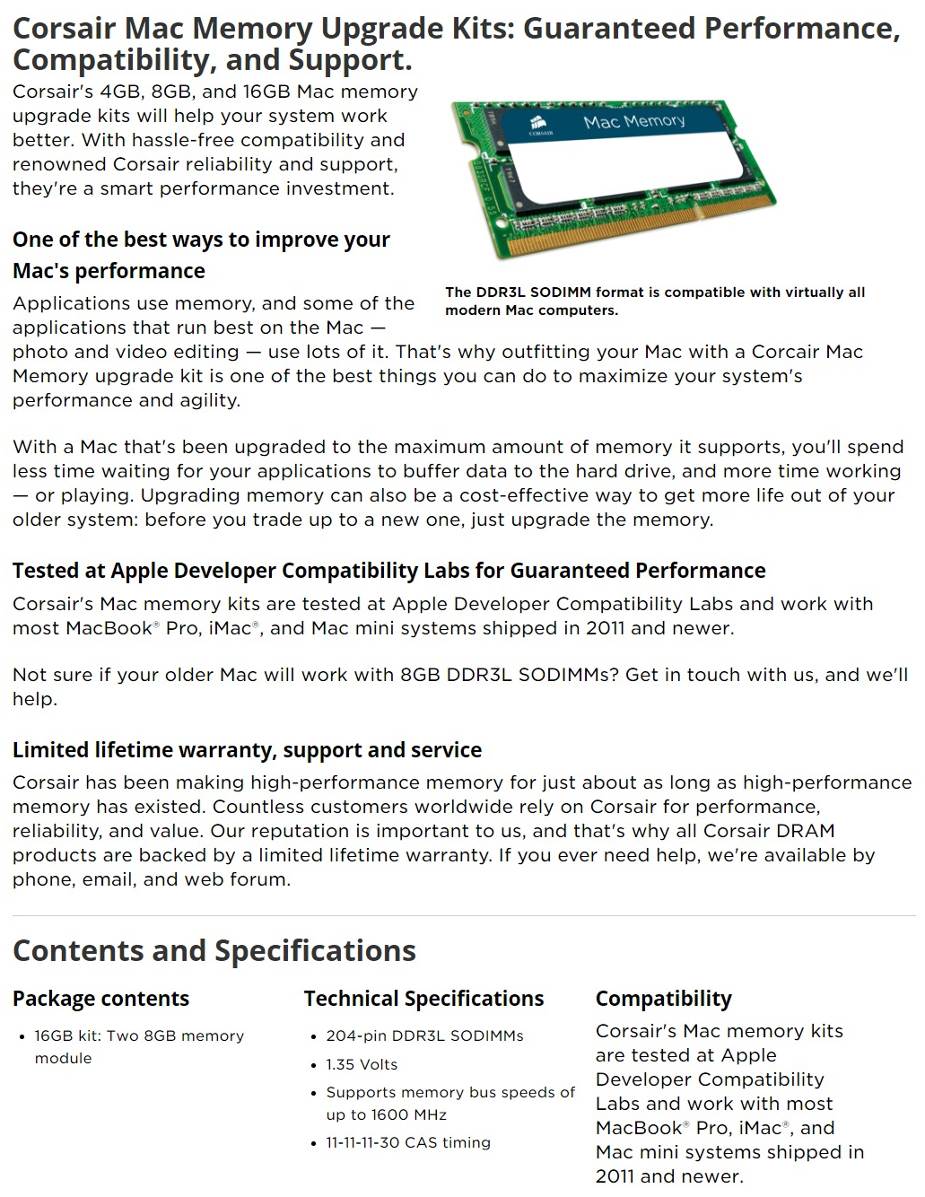 Corsair Mac Memory Upgrade Kits: Guaranteed Performance,
Compatibility, and Support.
Corsair's 4GB, 8GB, and 16GB Mac memory
upgrade kits will help your system work
better. With hassle-free compatibility and
renowned Corsair reliability and support,
they're a smart performance investment.
CORSAIR
Mac Memory
The DDR3L SODIMM format is compatible with virtually all
modern Mac computers.
One of the best ways to improve your
Mac's performance
Applications use memory, and some of the
applications that run best on the Mac —
photo and video editing — use lots of it. That's why outfitting your Mac with a Corcair Mac
Memory upgrade kit is one of the best things you can do to maximize your system's
performance and agility.
With a Mac that's been upgraded to the maximum amount of memory it supports, you'll spend
less time waiting for your applications to buffer data to the hard drive, and more time working
— or playing. Upgrading memory can also be a cost-effective way to get more life out of your
older system: before you trade up to a new one, just upgrade the memory.
Tested at Apple Developer Compatibility Labs for Guaranteed Performance
Corsair's Mac memory kits are tested at Apple Developer Compatibility Labs and work with
most MacBook® Pro, iMac®, and Mac mini systems shipped in 2011 and newer.
Not sure if your older Mac will work with 8GB DDR3L SODIMMs? Get in touch with us, and we'll
help.
Limited lifetime warranty, support and service
Corsair has been making high-performance memory for just about as long as high-performance
memory has existed. Countless customers worldwide rely on Corsair for performance,
reliability, and value. Our reputation is important to us, and that's why all Corsair DRAM
products are backed by a limited lifetime warranty. If you ever need help, we're available by
phone, email, and web forum.
Contents and Specifications
Package contents
• 16GB kit: Two 8GB memory
module
Technical Specifications
• 204-pin DDR3L SODIMMs
• 1.35 Volts
• Supports memory bus speeds of
up to 1600 MHz
• 11-11-11-30 CAS timing
Compatibility
Corsair's Mac memory kits
are tested at Apple
Developer Compatibility
Labs and work with most
MacBook® Pro, iMac®, and
Mac mini systems shipped in
2011 and newer.